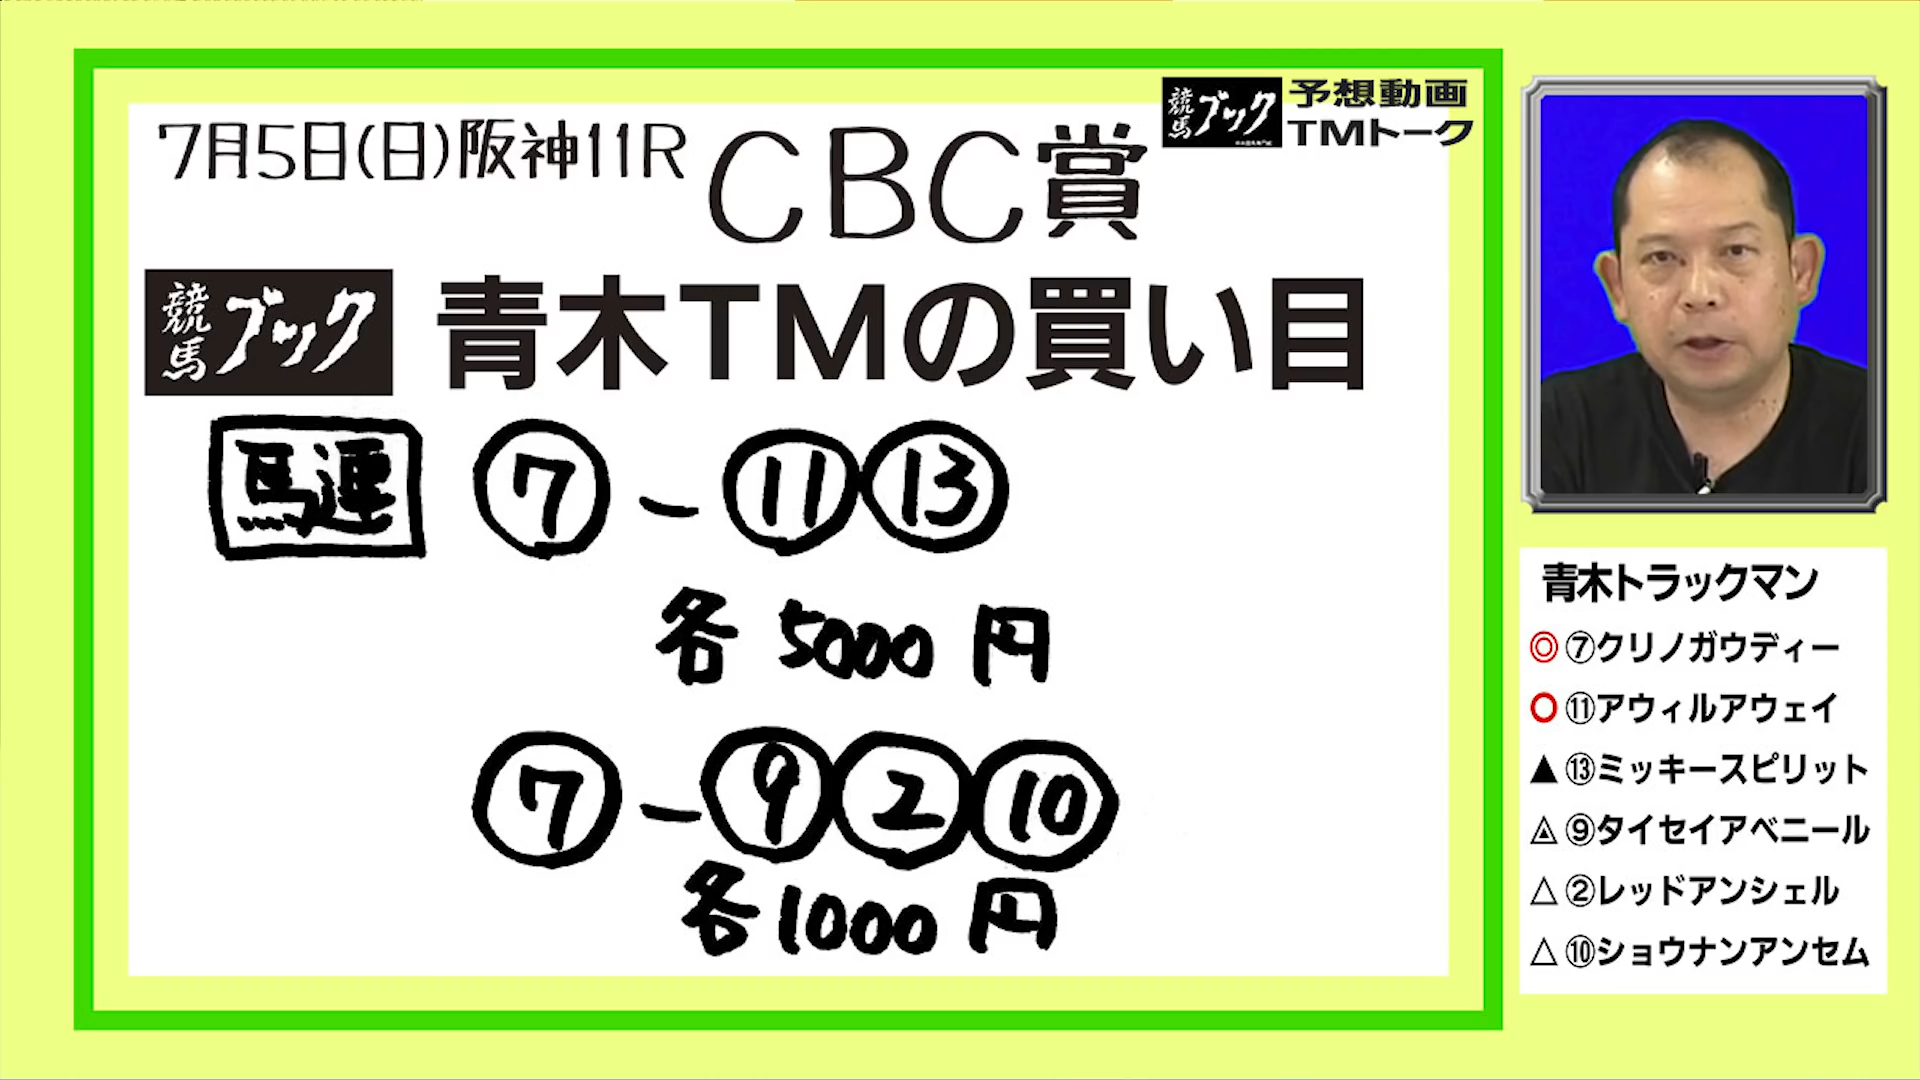 7月5日(日)阪神11R CBC賞
競馬ブック 予想動画
TMトーク
競馬ブック 青木TMの買い目
馬連 ⑦-⑪⑬
各5000円
⑦-⑨②⑩
各1000円
青木トラックマン
◎⑦クリノガウディー
○⑪アウィルアウェイ
▲⑬ミッキースピリット
◬⑨タイセイアベニール
△②レッドアンシェル
△⑩ショウナンアンセム